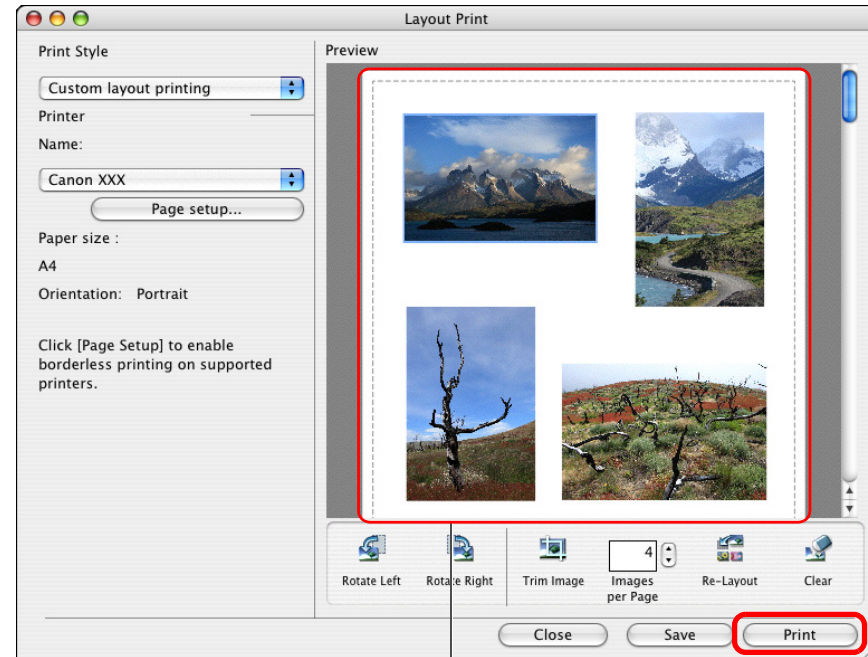 Layout Print
Print Style
Custom layout printing
Printer
Name:
Canon XXX
Page setup...
Paper size :
A4
Orientation: Portrait
Click [Page Setup] to enable
borderless printing on supported
printers.
Preview
Rotate Left
Rotate Right
Trim Image
4
Images
per Page
Re-Layout
Clear
Close
Save
Print